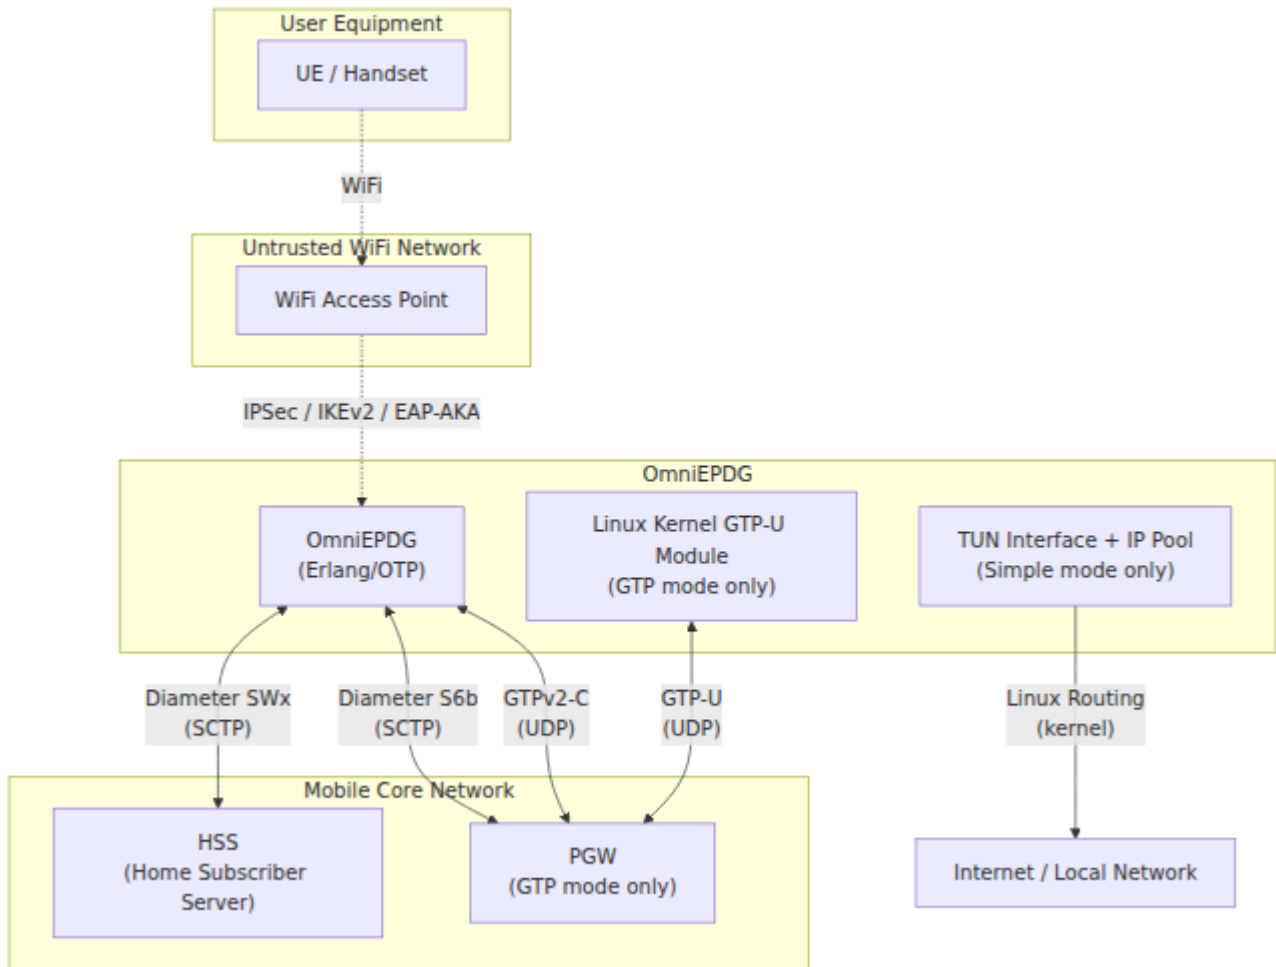 User Equipment
UE / Handset
WiFi
Untrusted WiFi Network
WiFi Access Point
IPSec / IKEv2 / EAP-AKA
OmniEPDG
OmniEPDG
(Erlang/OTP)
Linux Kernel GTP-U
Module
(GTP mode only)
TUN Interface + IP Pool
(Simple mode only)
Diameter SWx
(SCTP)
Diameter S6b
(SCTP)
GTPv2-C
(UDP)
GTP-U
(UDP)
Linux Routing
(kernel)
Mobile Core Network
HSS
(Home Subscriber
Server)
PGW
(GTP mode only)
Internet / Local Network